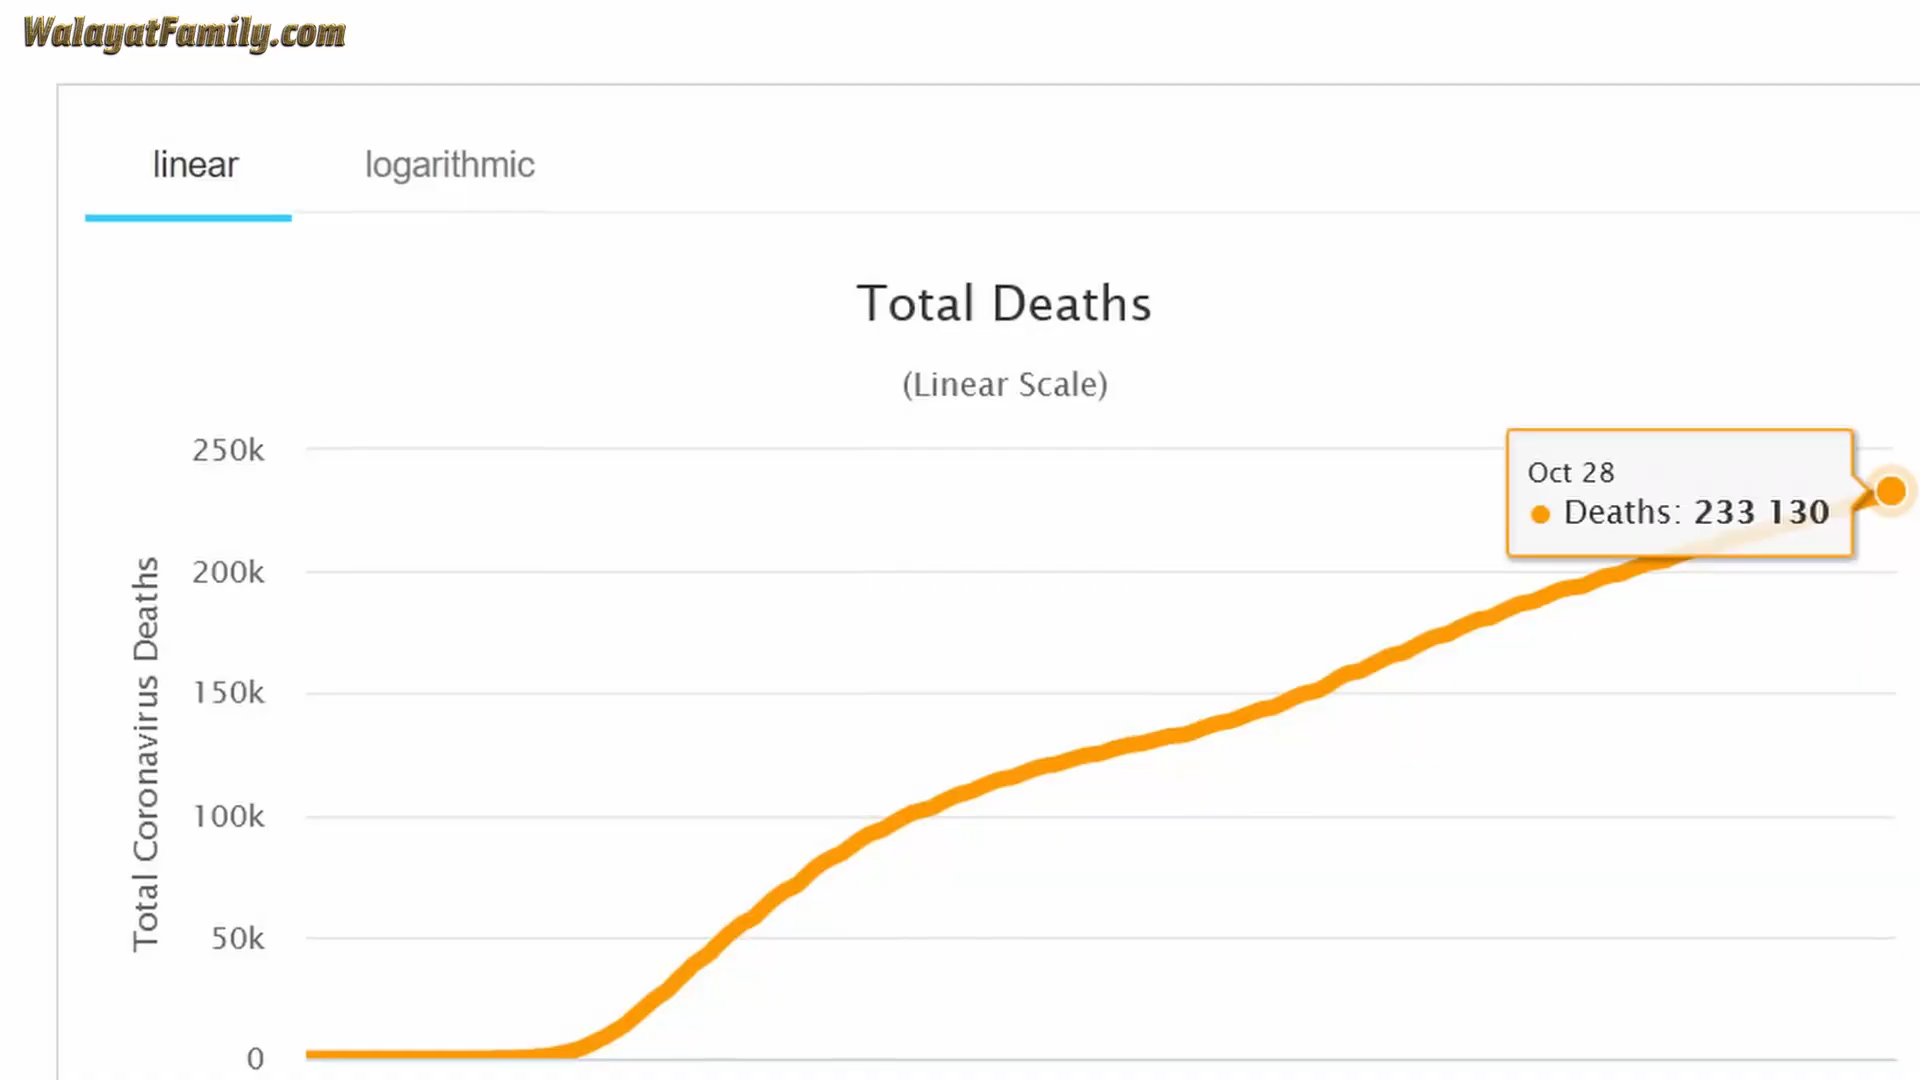 WalayatFamily.com
linear
logarithmic
Total Deaths
(Linear Scale)
250k
200k
150k
100k
50k
0
Total Coronavirus Deaths
Oct 28
Deaths: 233 130